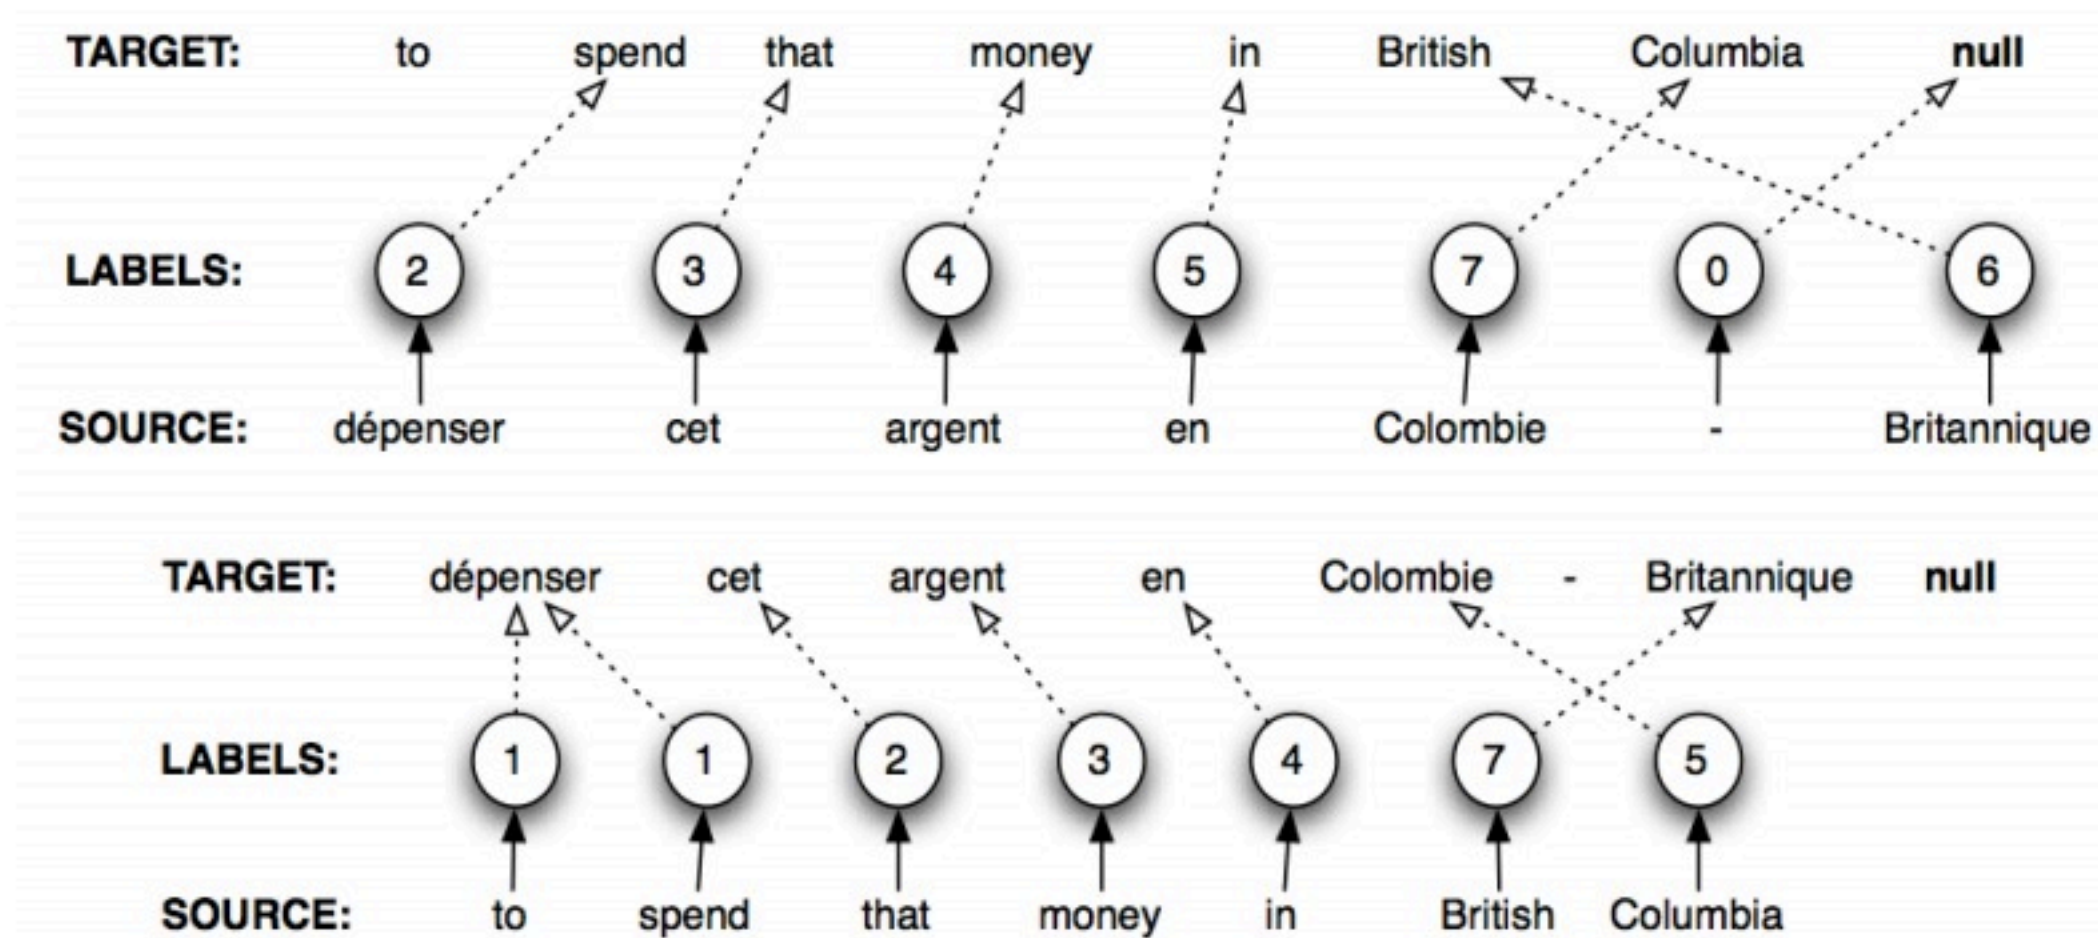 TARGET: to spend that money in British Columbia null
LABELS: 2 3 4 5 7 0 6
SOURCE: dépenser cet argent en Colombie - Britannique
TARGET: dépenser cet argent en Colombie - Britannique null
LABELS: 1 1 2 3 4 7 5
SOURCE: to spend that money in British Columbia